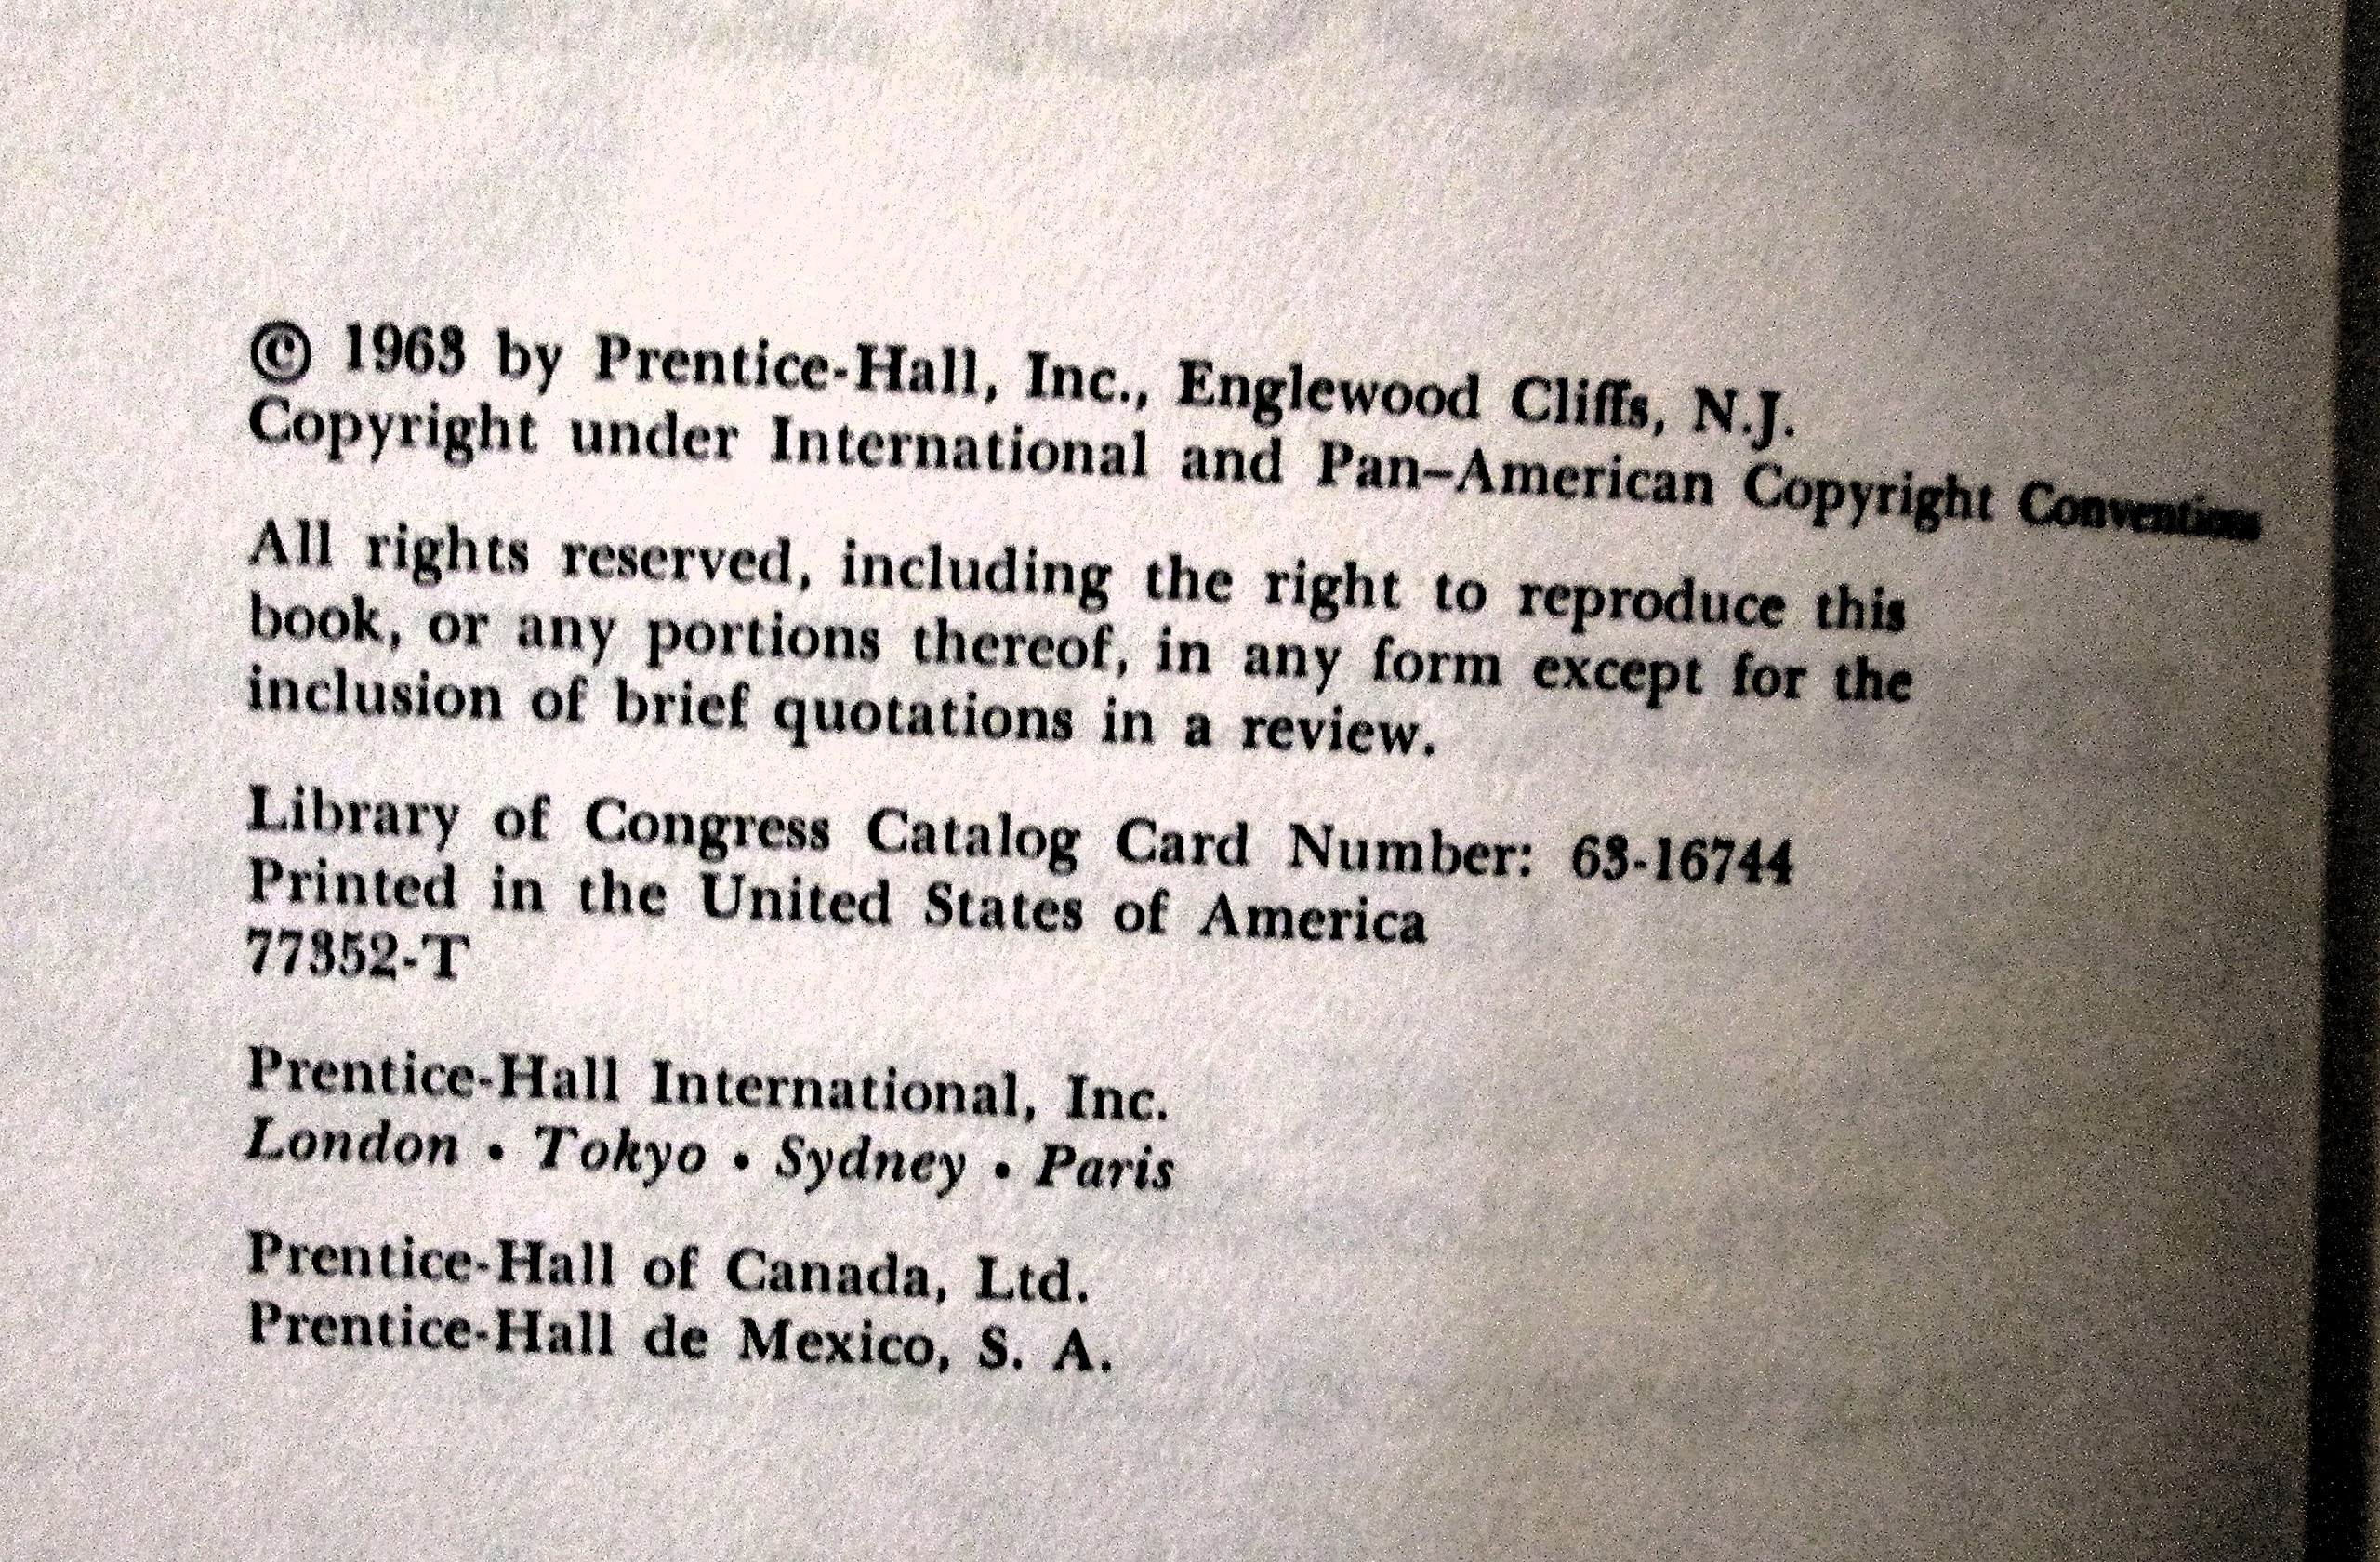 © 1963 by Prentice-Hall, Inc., Englewood Cliffs, N.J.
Copyright under International and Pan-American Copyright Conventions
All rights reserved, including the right to reproduce this
book, or any portions thereof, in any form except for the
inclusion of brief quotations in a review.
Library of Congress Catalog Card Number: 63-16744
Printed in the United States of America
77352-T
Prentice-Hall International, Inc.
London • Tokyo • Sydney • Paris
Prentice-Hall of Canada, Ltd.
Prentice-Hall de Mexico, S. A.